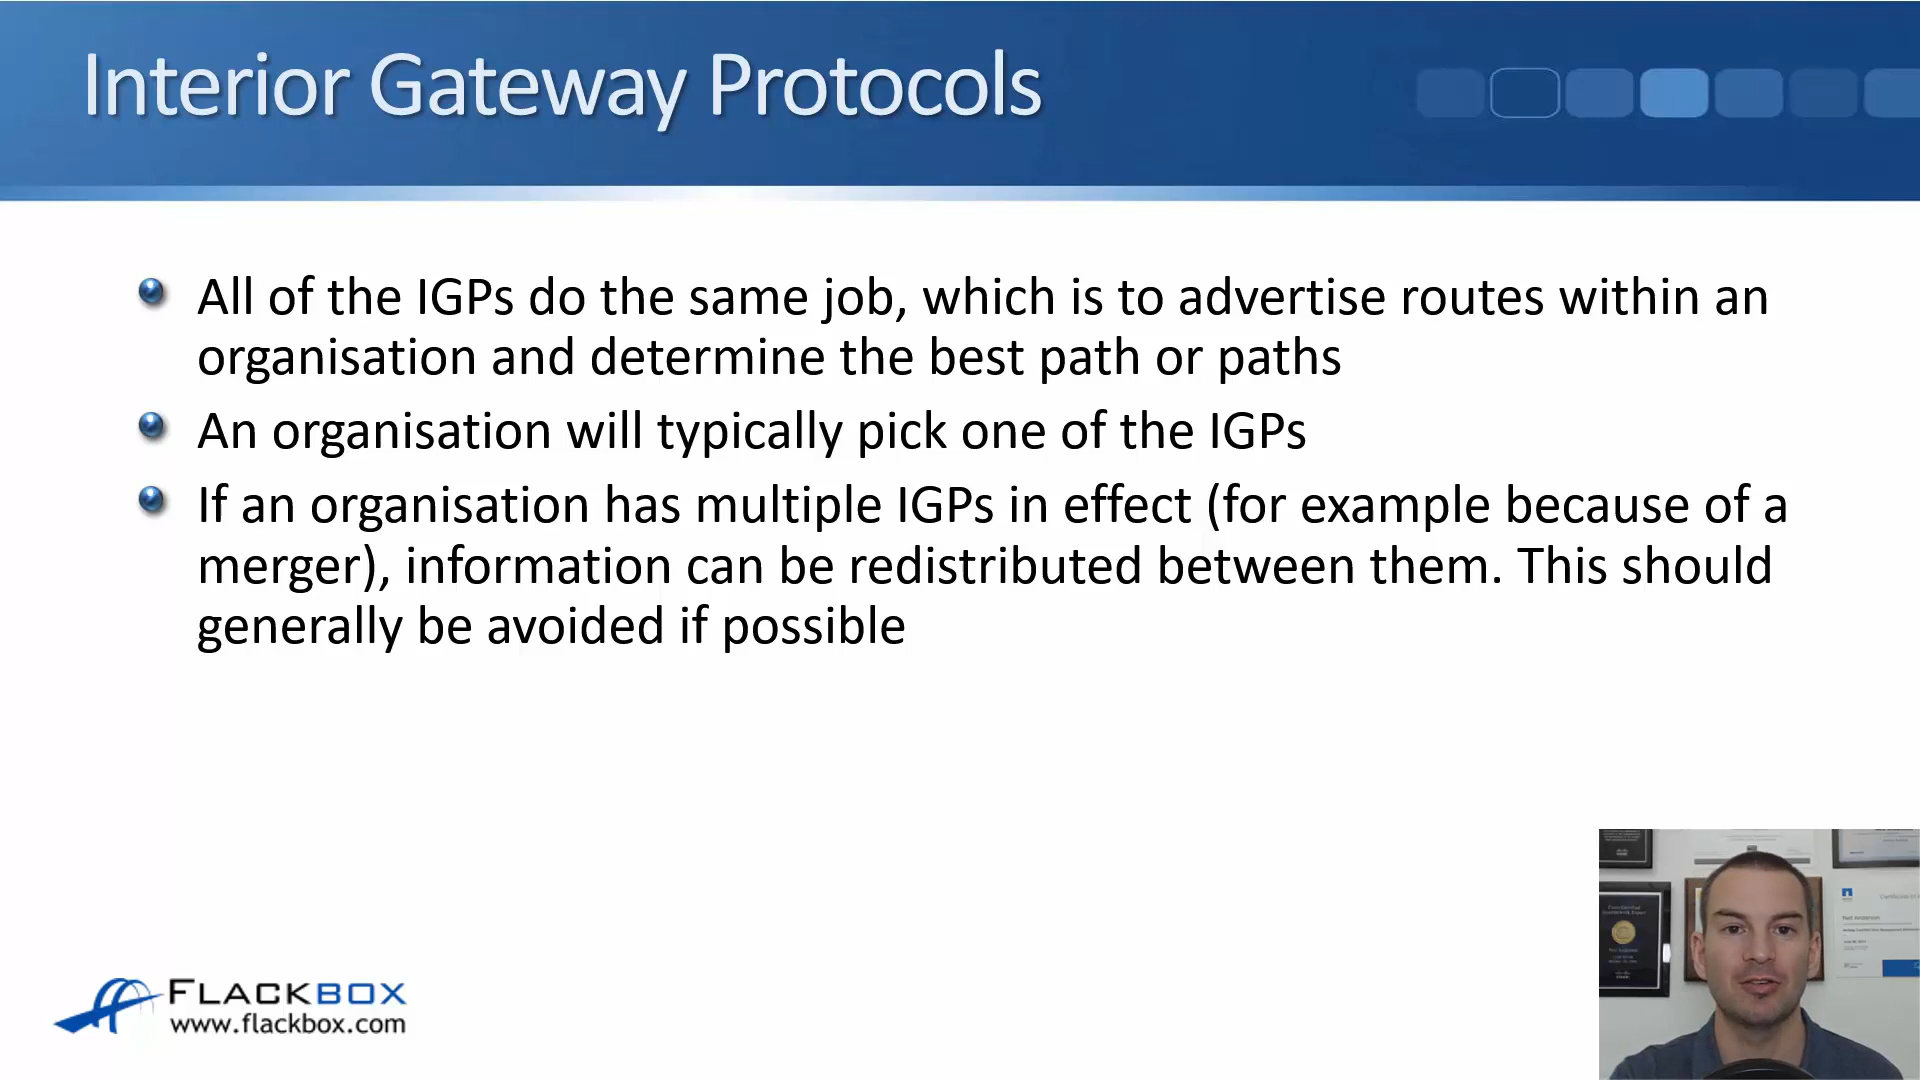 Interior Gateway Protocols
All of the IGPs do the same job, which is to advertise routes within an
organisation and determine the best path or paths
An organisation will typically pick one of the IGPs
If an organisation has multiple IGPs in effect (for example because of a
merger), information can be redistributed between them. This should
generally be avoided if possible
FLACKBOX
www.flackbox.com